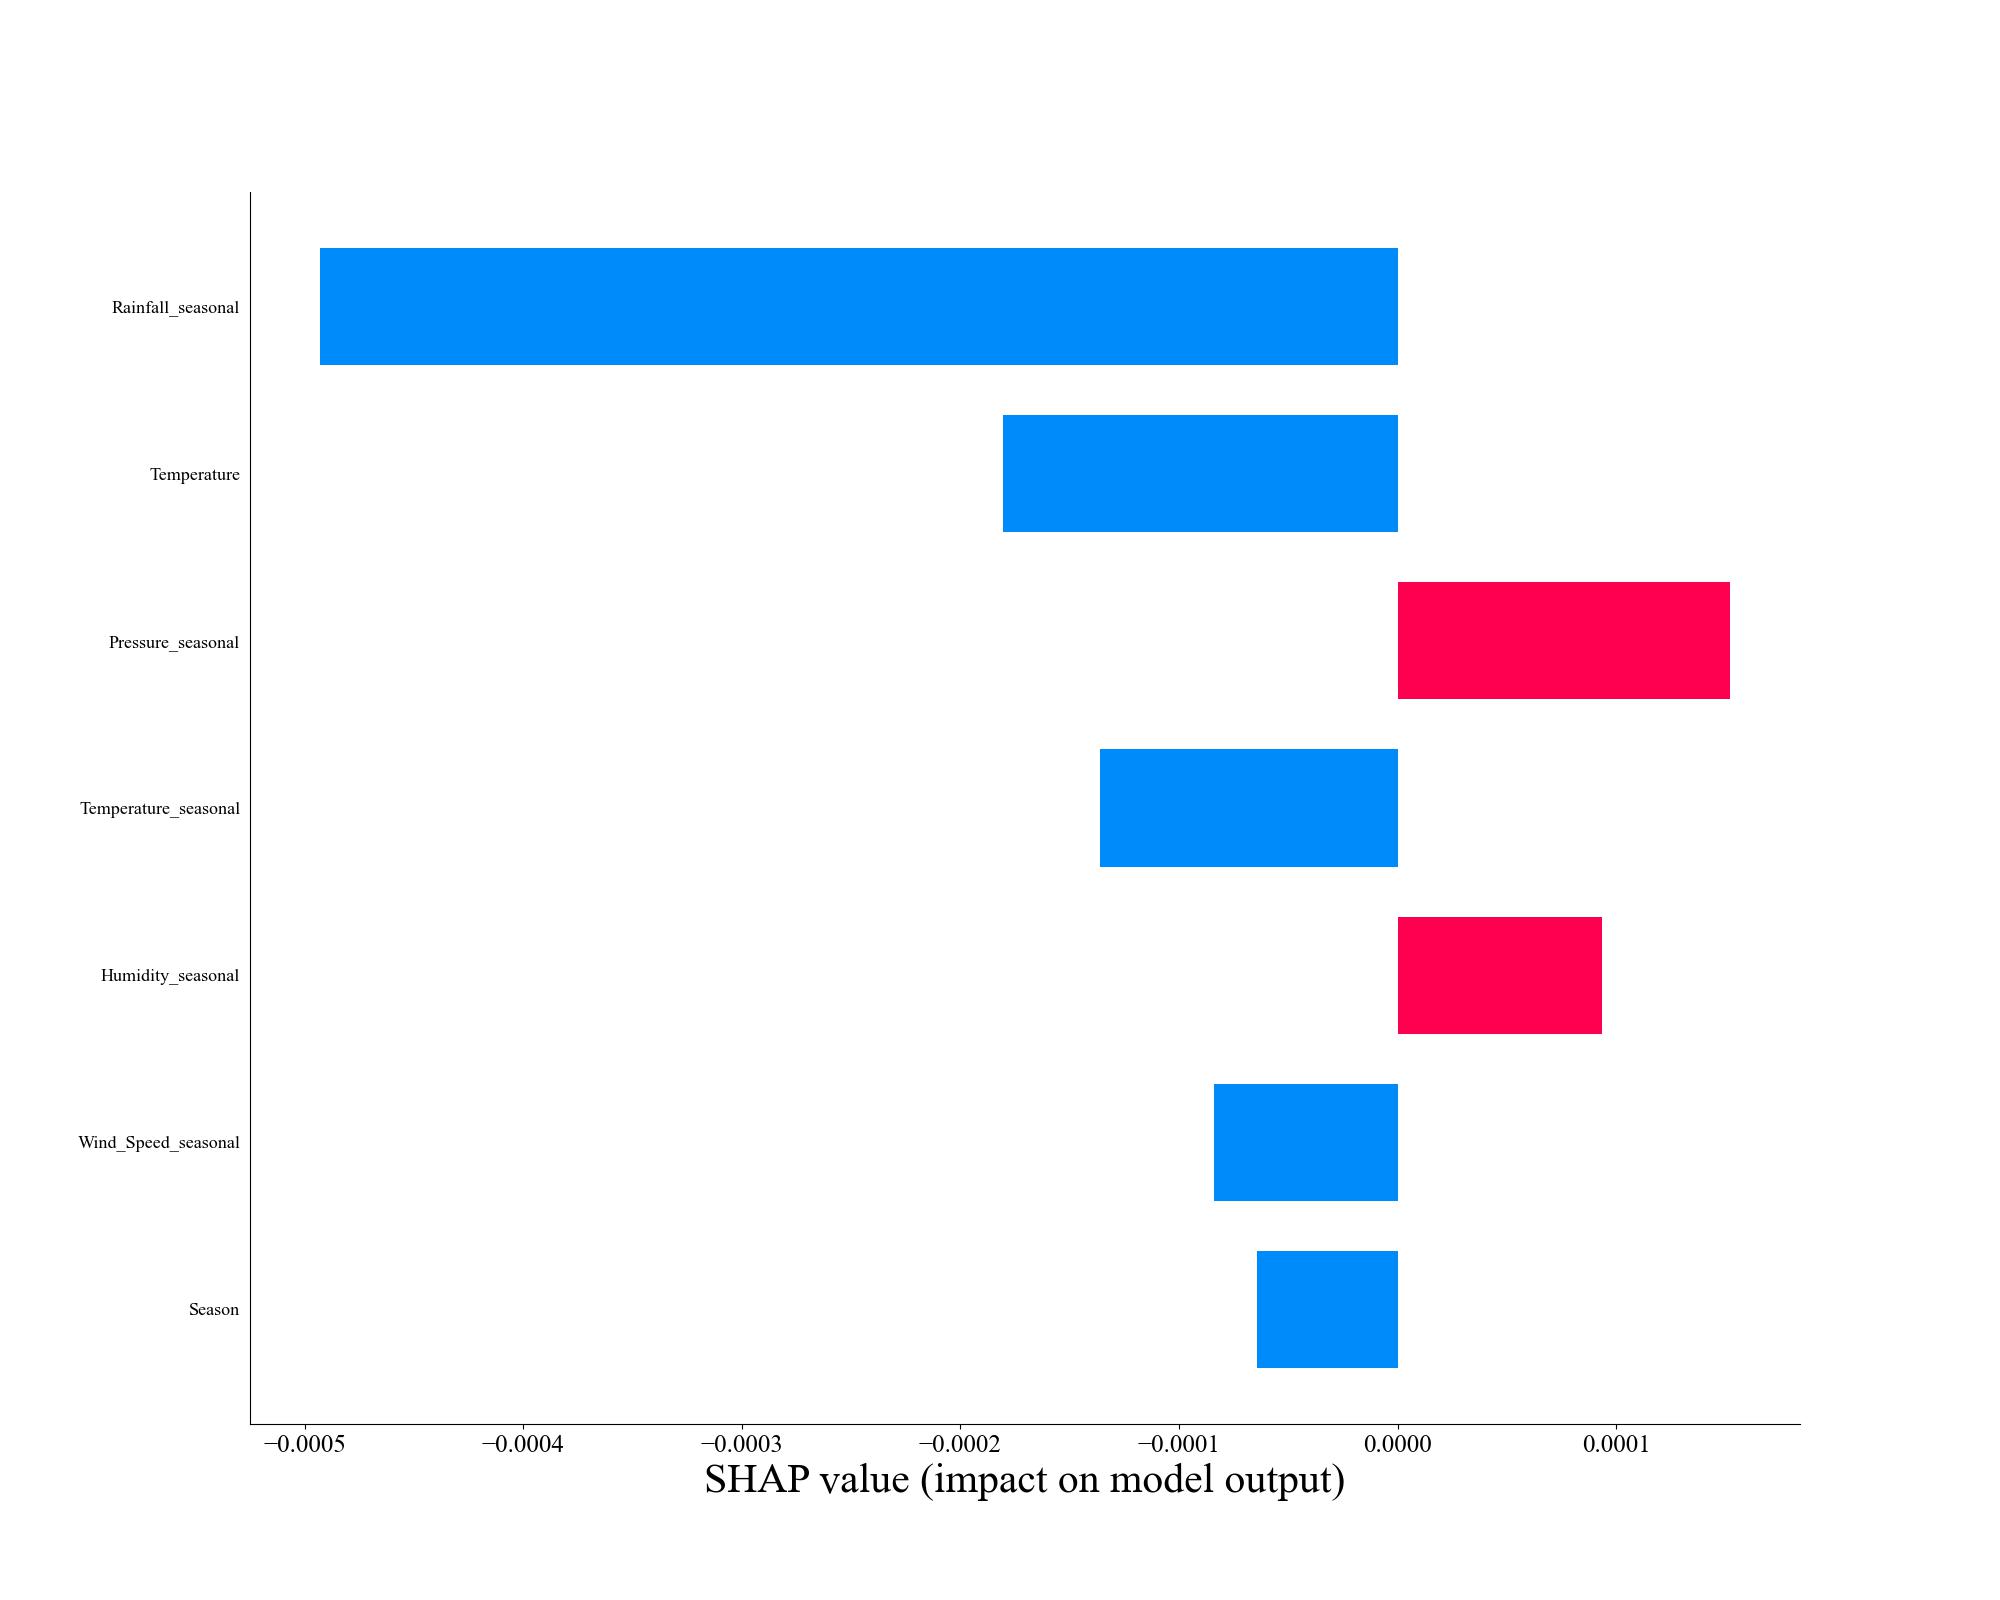 Rainfall_seasonal
Temperature
Pressure_seasonal
Temperature_seasonal
Humidity_seasonal
Wind_Speed_seasonal
Season
−0.0005 −0.0004 −0.0003 −0.0002 −0.0001 0.0000 0.0001
SHAP value (impact on model output)